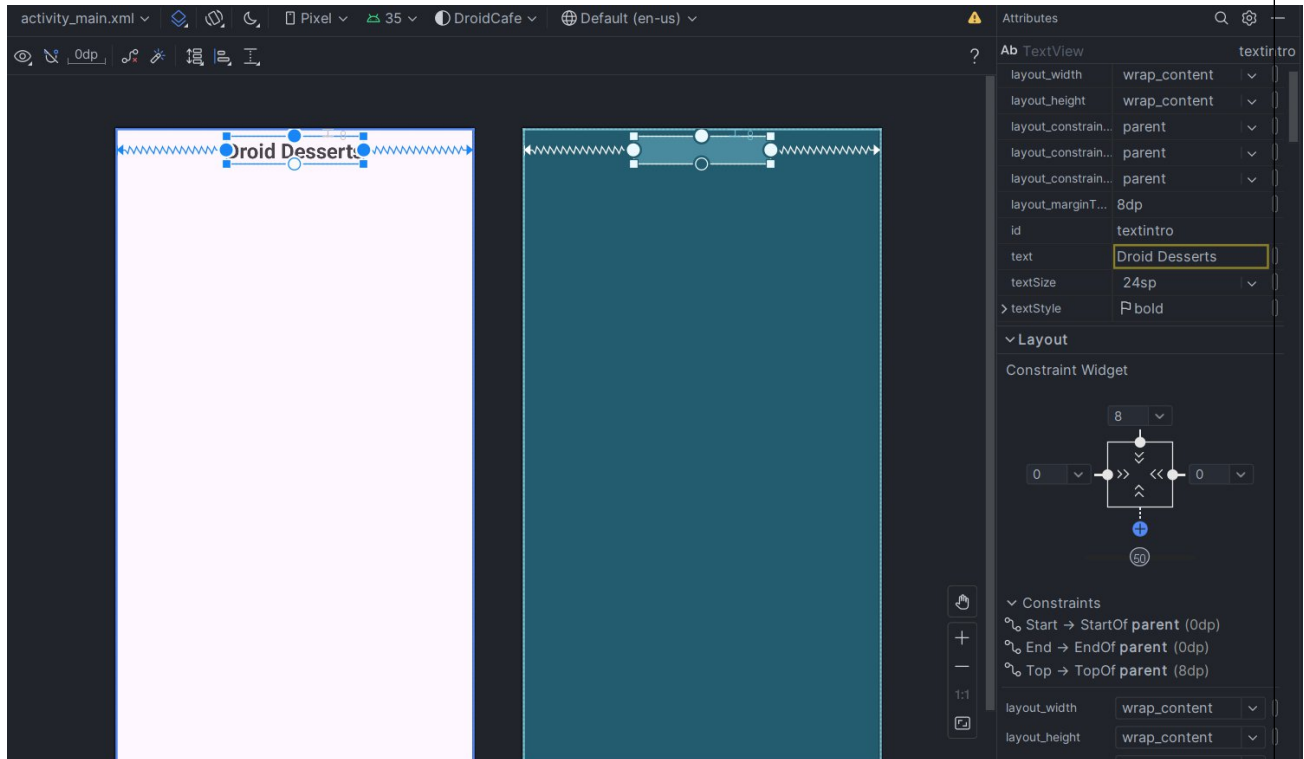 activity_main.xml Pixel 35 DroidCafe Default (en-us)
0dp ?
8
Droid Desserts
8
1:1
Attributes
Ab TextView textintro
layout_width wrap_content
layout_height wrap_content
layout_constrain... parent
layout_constrain... parent
layout_constrain... parent
layout_marginT... 8dp
id textintro
text Droid Desserts
textSize 24sp
textStyle bold
Layout
Constraint Widget
8
0 0
50
Constraints
Start → StartOf parent (0dp)
End → EndOf parent (0dp)
Top → TopOf parent (8dp)
layout_width wrap_content
layout_height wrap_content